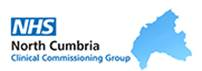 NHS
North Cumbria
Clinical Commissioning Group